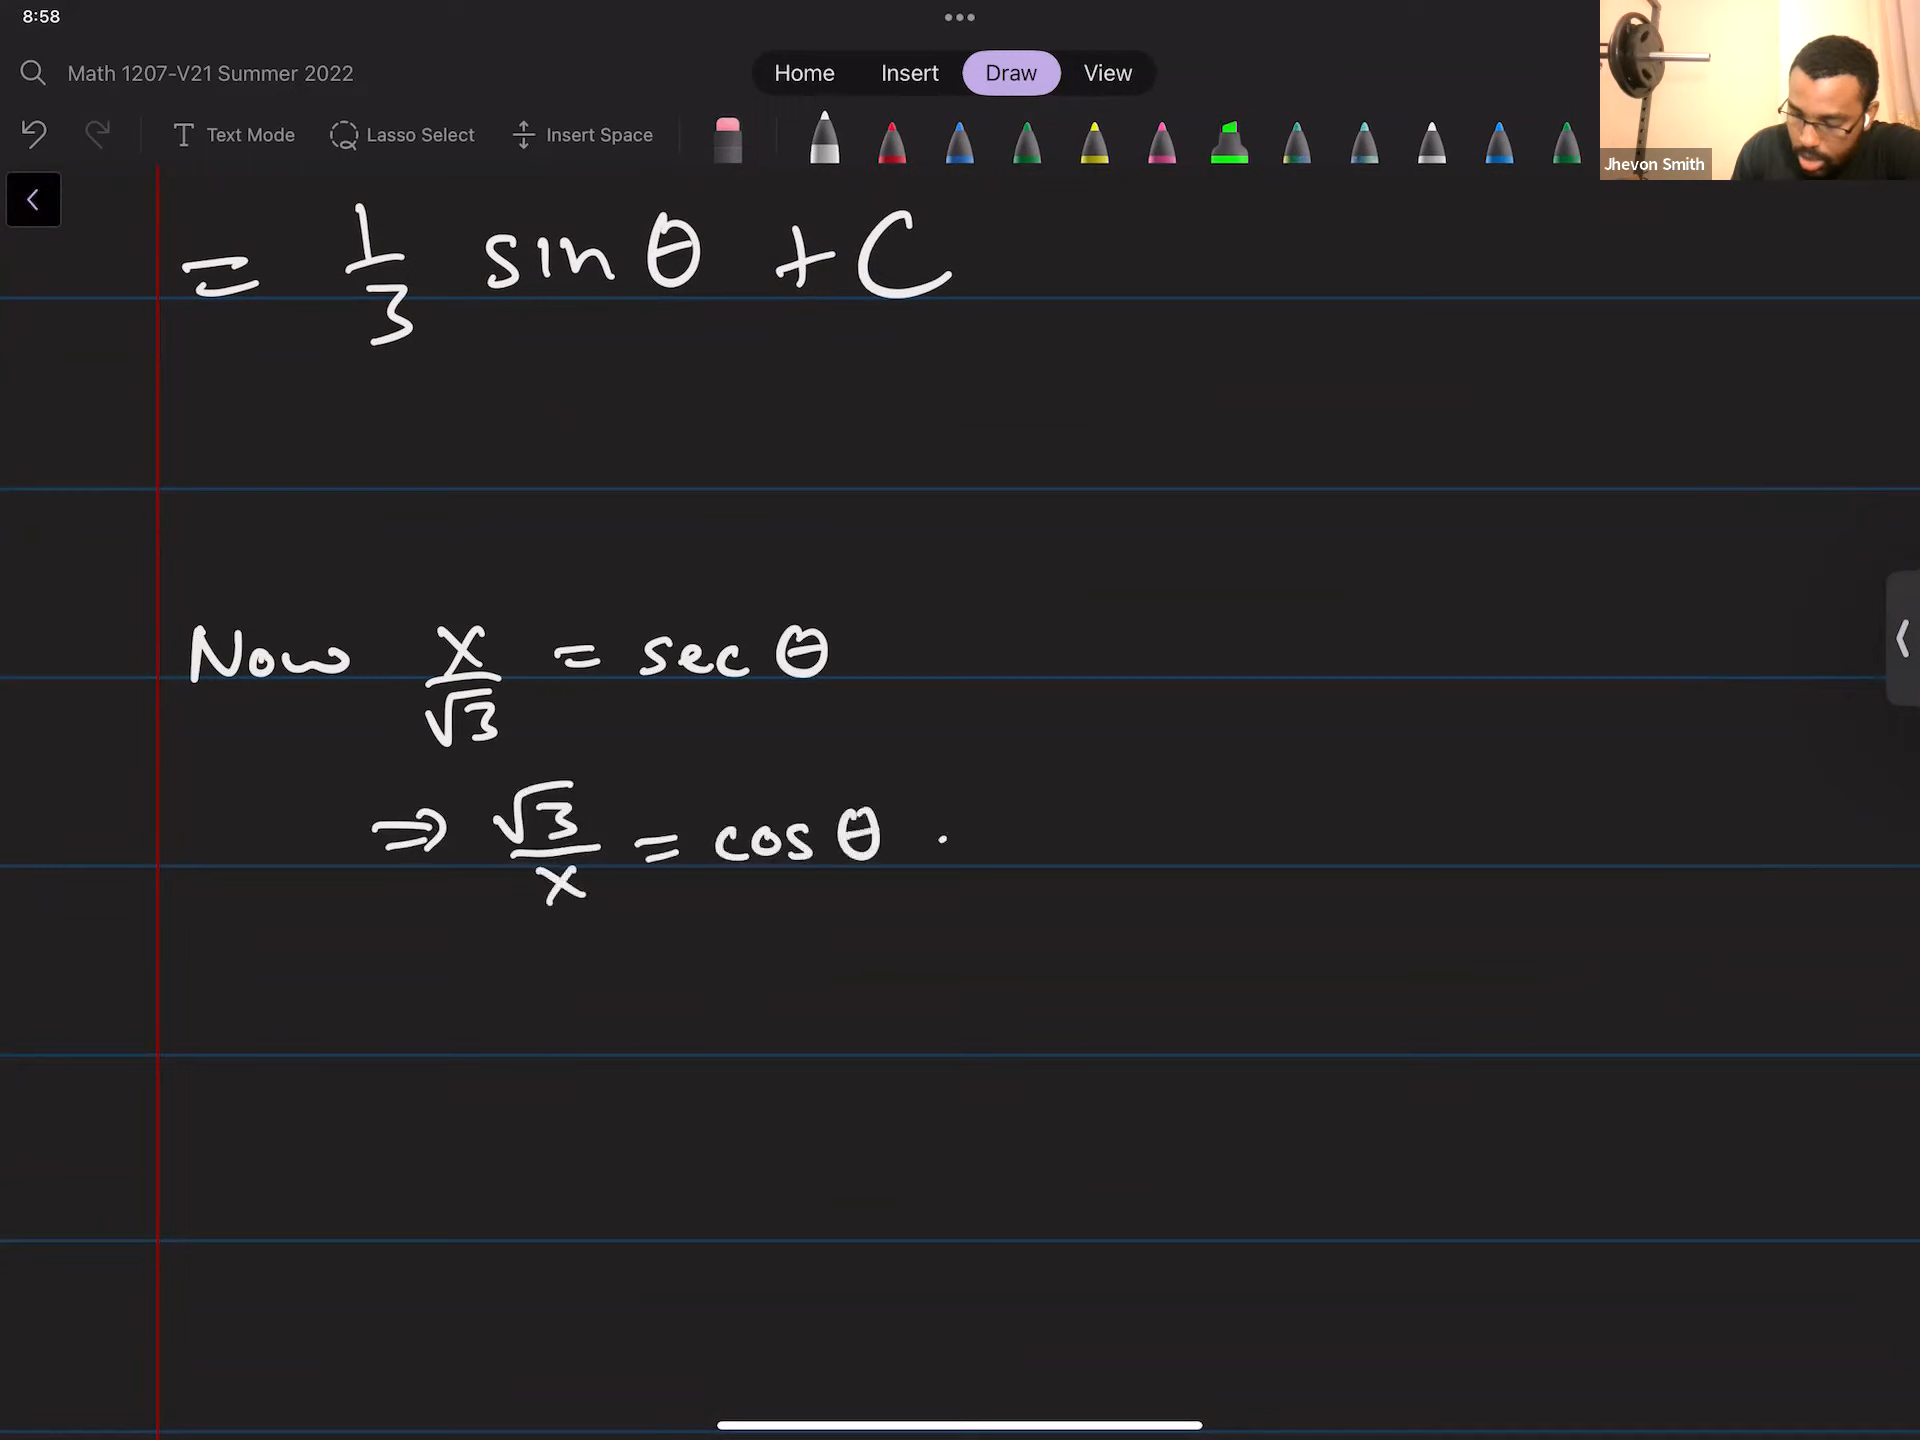 8:58
Math 1207-V21 Summer 2022
Home Insert Draw View
Text Mode Lasso Select Insert Space
Jhevon Smith
= 1/3 sin θ + C
Now x/√3 = sec θ
⇒ √3/x = cos θ .